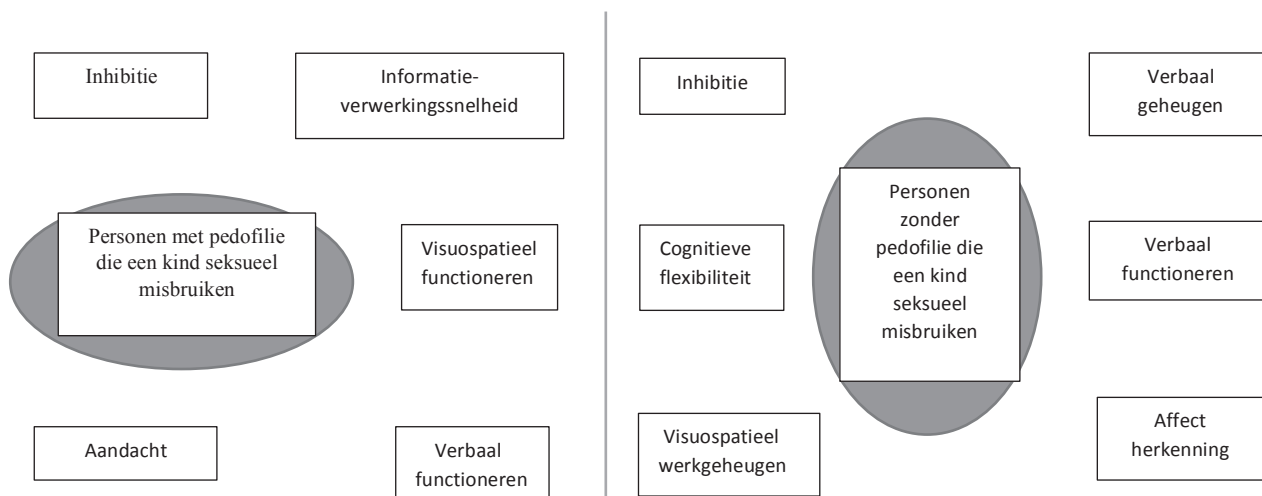 Inhibitie
Informatie-
verwerkingssnelheid
Personen met pedofilie
die een kind seksueel
misbruiken
Visuospatieel
functioneren
Aandacht
Verbaal
functioneren
Inhibitie
Verbaal
geheugen
Cognitieve
flexibiliteit
Personen
zonder
pedofilie die
een kind
seksueel
misbruiken
Verbaal
functioneren
Visuospatieel
werkgeheugen
Affect
herkenning